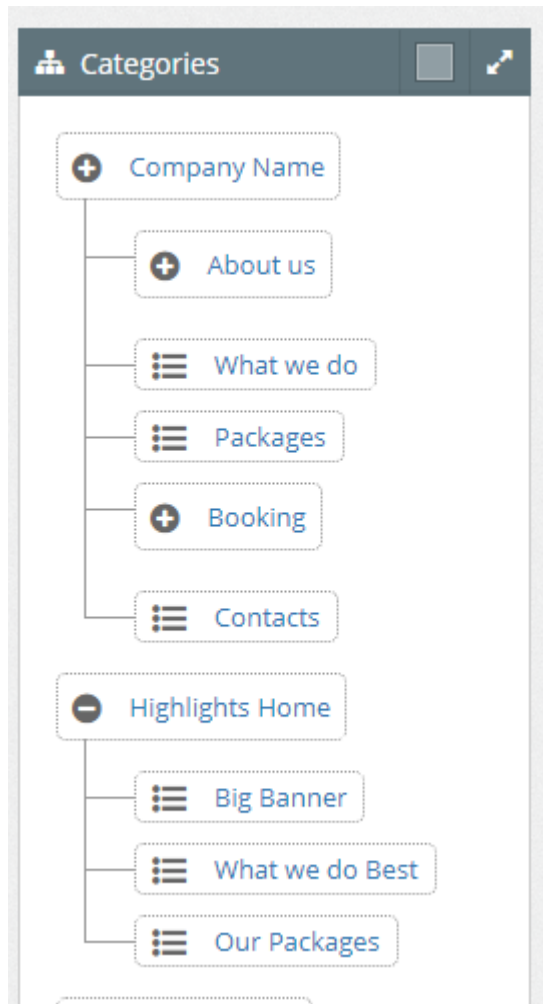 Categories
Company Name
About us
What we do
Packages
Booking
Contacts
Highlights Home
Big Banner
What we do Best
Our Packages